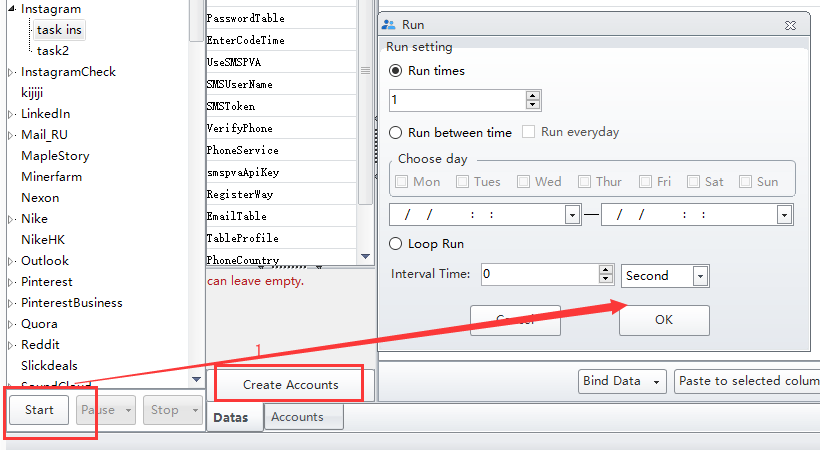 Instagram
task ins
task2
InstagramCheck
kijiji
LinkedIn
Mail_RU
MapleStory
Minerfarm
Nexon
Nike
NikeHK
Outlook
Pinterest
PinterestBusiness
Quora
Reddit
Slickdeals
SoundCloud
Start
Pause
Stop
PasswordTable
EnterCodeTime
UseSMSPVA
SMSUserName
SMSToken
VerifyPhone
PhoneService
smspvaApiKey
RegisterWay
EmailTable
TableProfile
PhoneCountry
can leave empty.
1
Create Accounts
Datas Accounts
Run
Run setting
Run times
1
Run between time Run everyday
Choose day
Mon Tues Wed Thur Fri Sat Sun
/ / : : — / / : :
Loop Run
Interval Time: 0 Second
Cancel OK
Bind Data Paste to selected colum